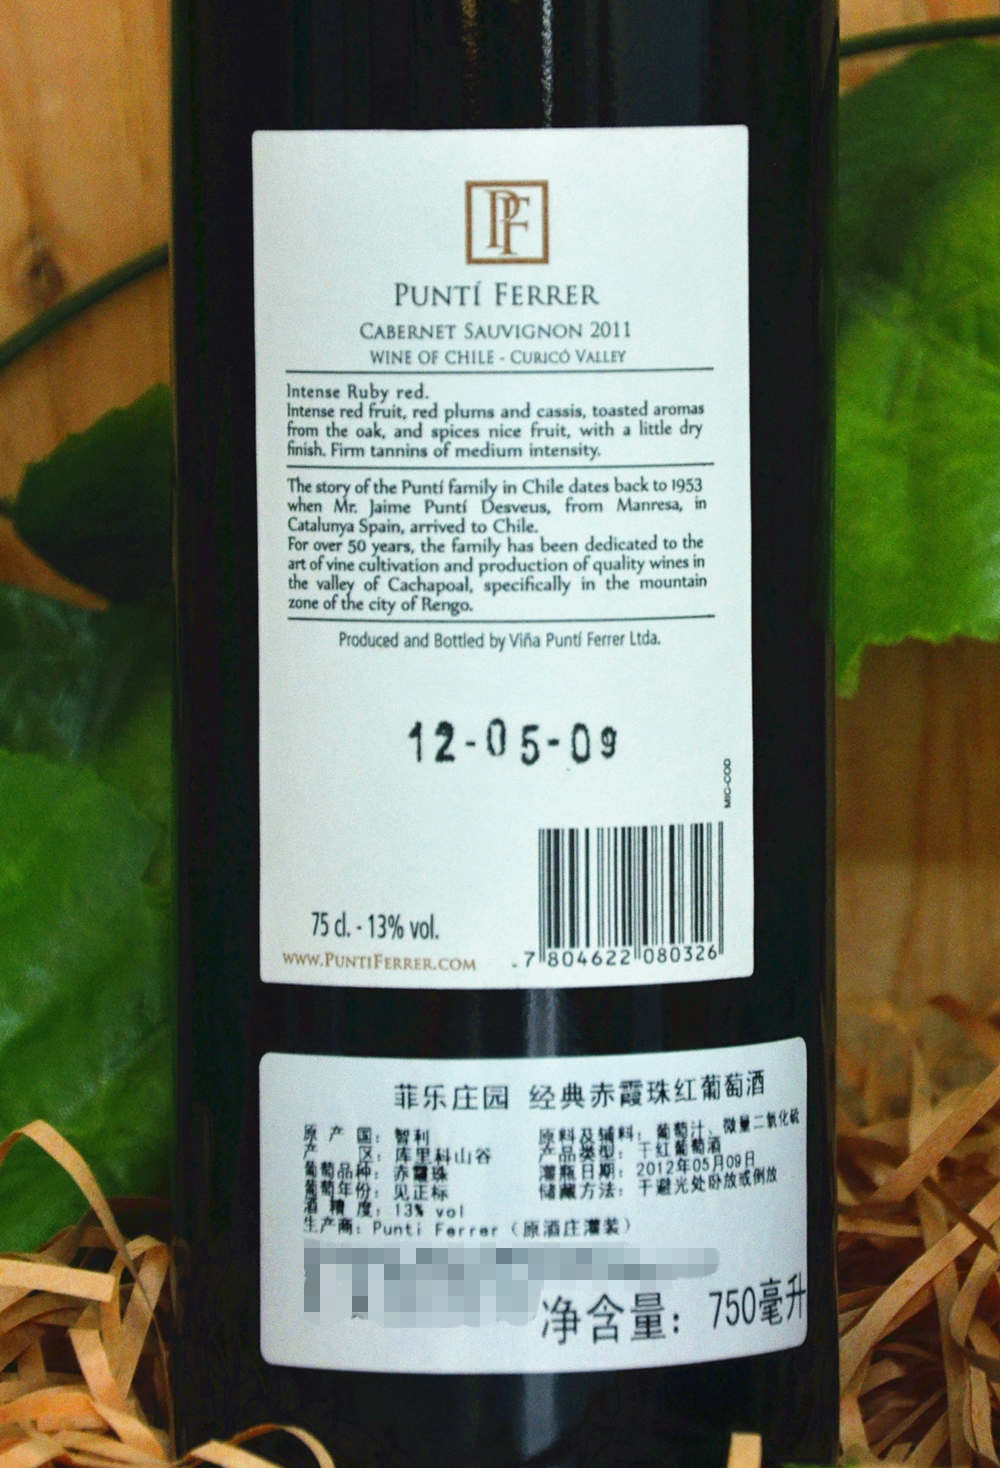 PF
PUNTÍ FERRER
CABERNET SAUVIGNON 2011
WINE OF CHILE - CURICÓ VALLEY
Intense Ruby red.
Intense red fruit, red plums and cassis, toasted aromas
from the oak, and spices nice fruit, with a little dry
finish. Firm tannins of medium intensity.
The story of the Puntí family in Chile dates back to 1953
when Mr. Jaime Puntí Desveus, from Manresa, in
Catalunya Spain, arrived to Chile.
For over 50 years, the family has been dedicated to the
art of vine cultivation and production of quality wines in
the valley of Cachapoal, specifically in the mountain
zone of the city of Rengo.
Produced and Bottled by Viña Puntí Ferrer Ltda.
12-05-09
MIC-COD
75 cl. - 13% vol.
WWW.PUNTIFERRER.COM
7 804622 080326
菲乐庄园 经典赤霞珠红葡萄酒
原产国：智利
产区：库里科山谷
葡萄品种：赤霞珠
葡萄年份：见正标
酒精度：13% vol
生产商：Punti Ferrer（原酒庄灌装）
原料及辅料：葡萄汁、微量二氧化硫
产品类型：干红葡萄酒
灌瓶日期：2012年05月09日
储藏方法：于避光处卧放或倒放
净含量：750毫升